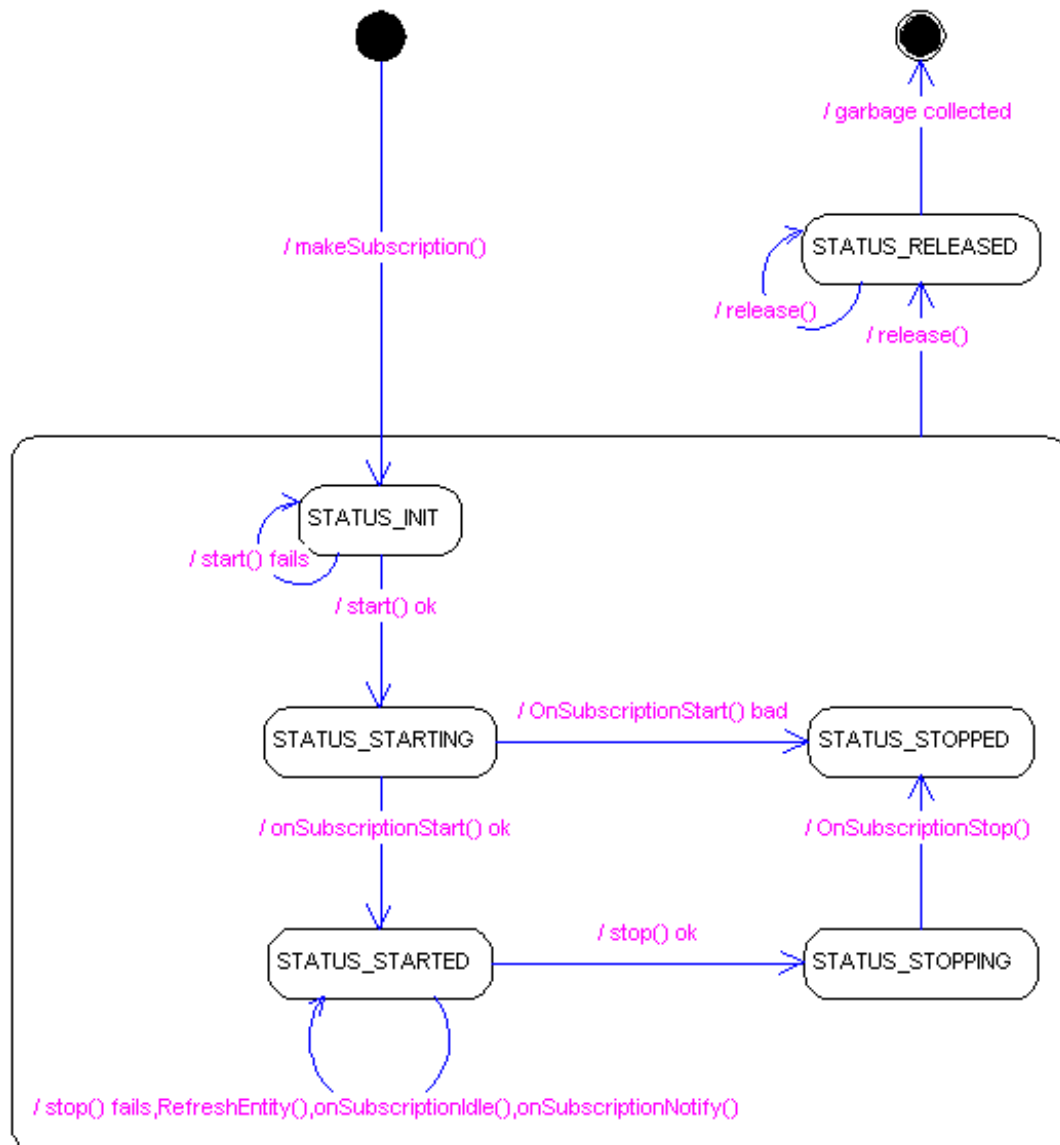 / garbage collected
/ makeSubscription()
STATUS_RELEASED
/ release()
/ release()
STATUS_INIT
/ start() fails
/ start() ok
/ OnSubscriptionStart() bad
STATUS_STARTING
STATUS_STOPPED
/ onSubscriptionStart() ok
/ OnSubscriptionStop()
/ stop() ok
STATUS_STARTED
STATUS_STOPPING
/ stop() fails,RefreshEntity(),onSubscriptionIdle(),onSubscriptionNotify()